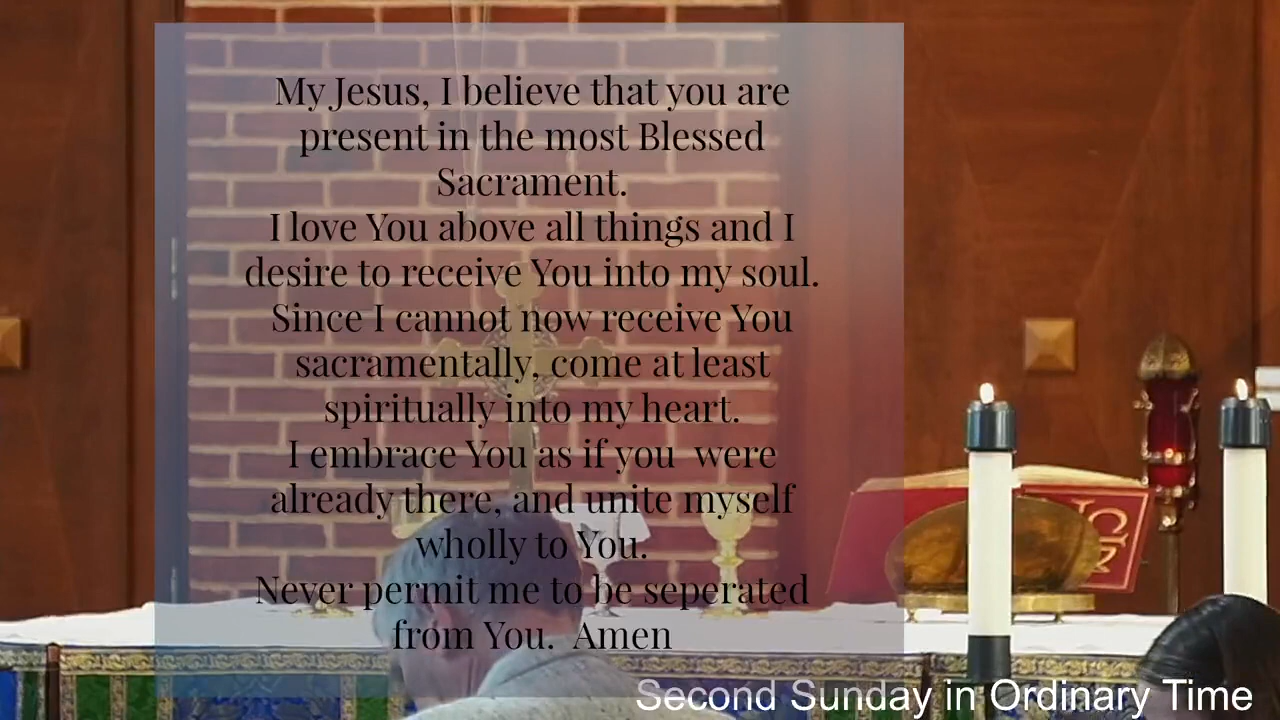 My Jesus, I believe that you are
present in the most Blessed
Sacrament.
I love You above all things and I
desire to receive You into my soul.
Since I cannot now receive You
sacramentally, come at least
spiritually into my heart.
I embrace You as if you  were
already there, and unite myself
wholly to You.
Never permit me to be seperated
from You.  Amen
Second Sunday in Ordinary Time